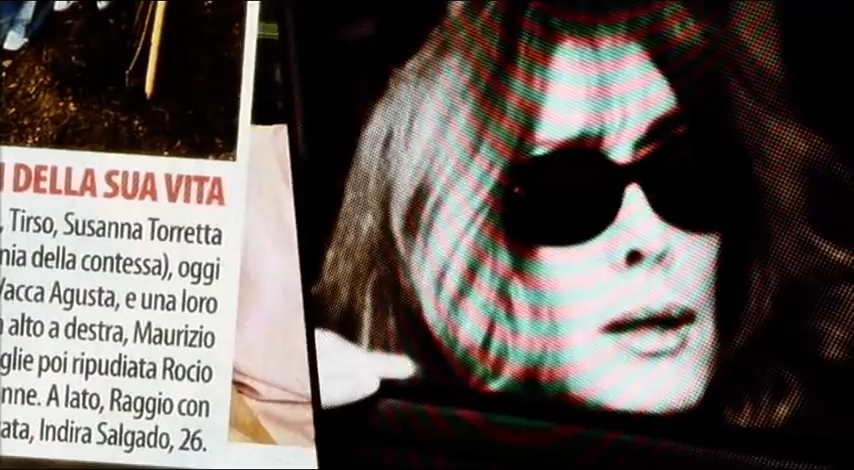 DELLA SUA VITA
, Tirso, Susanna Torretta
nia della contessa), oggi
Vacca Agusta, e una loro
alto a destra, Maurizio
glie poi ripudiata Rocio
nne. A lato, Raggio con
ata, Indira Salgado, 26.